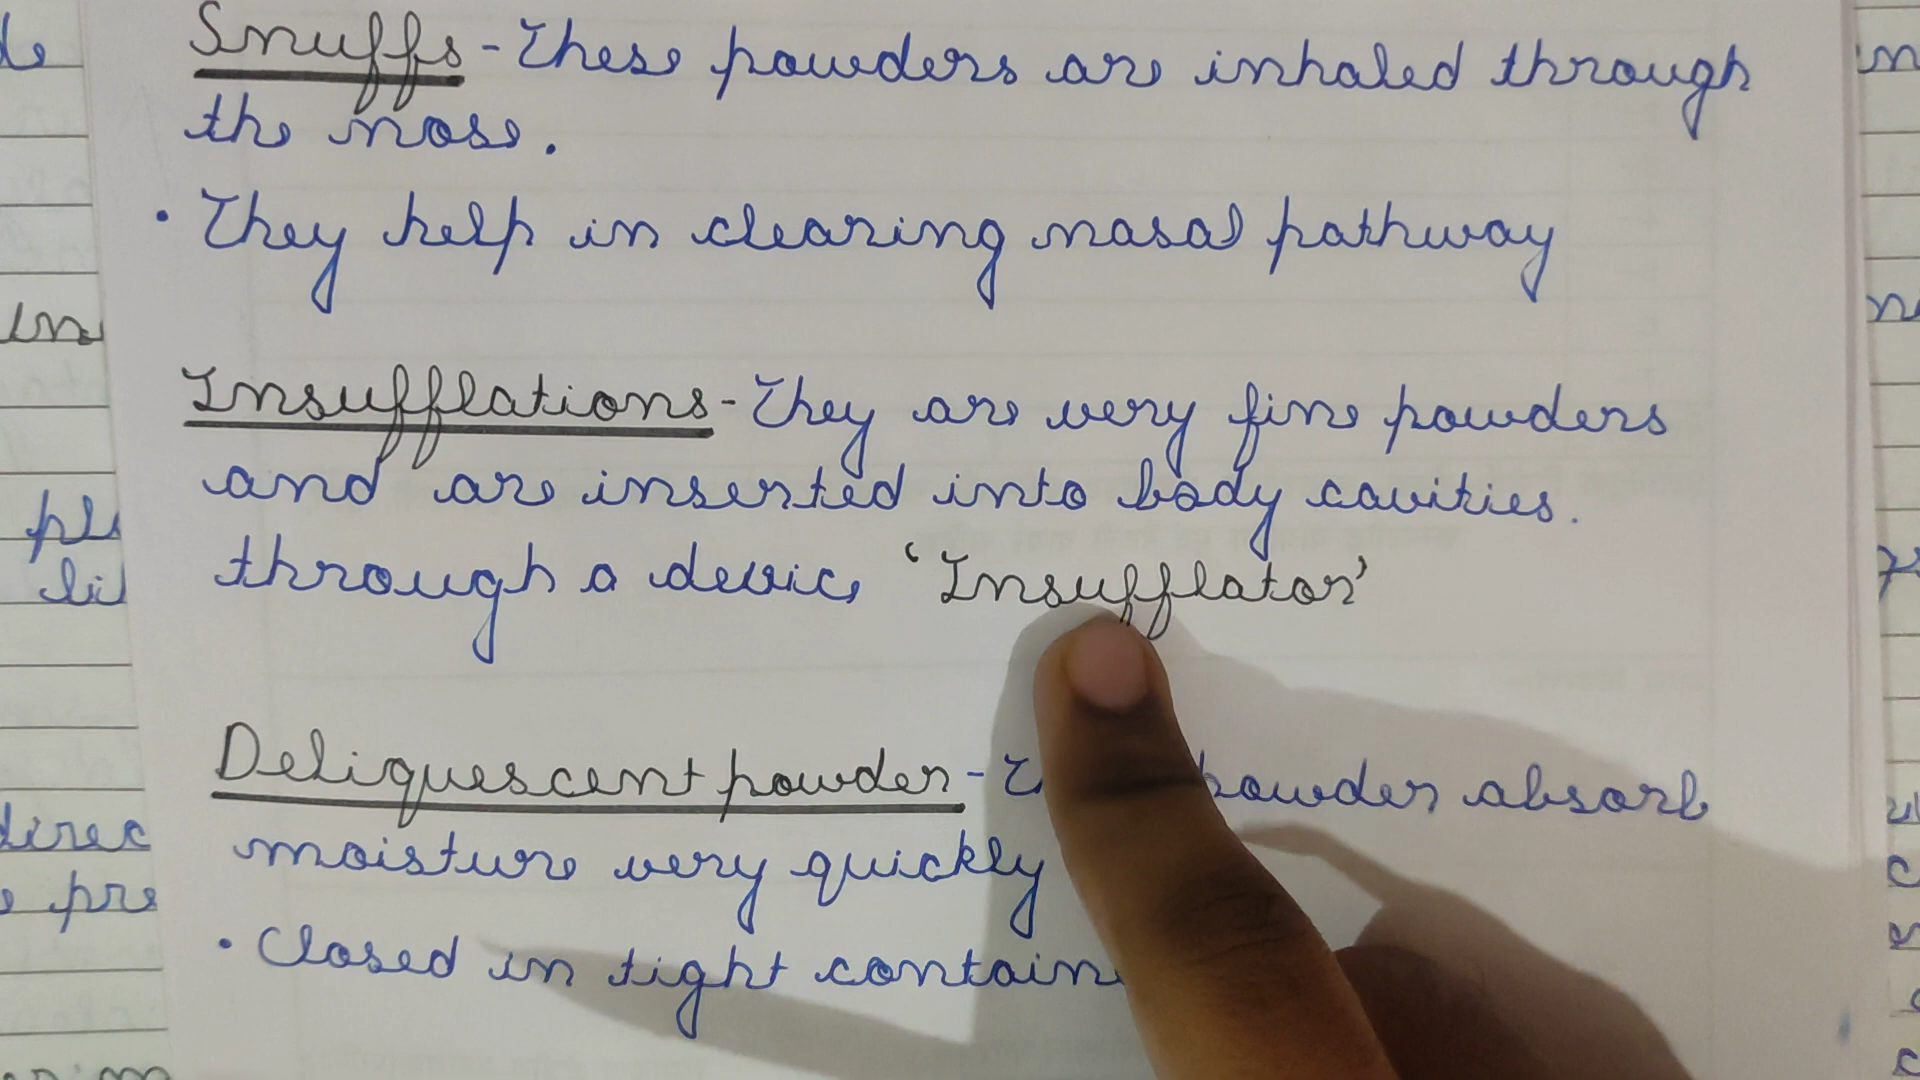 Snuffs - These powders are inhaled through
the nose.
• They help in clearing nasal pathway
Insufflations - They are very fine powders
and are inserted into body cavities.
through a device 'Insufflator'
Deliquescent powder - powder absorb
moisture very quickly
• Closed in tight